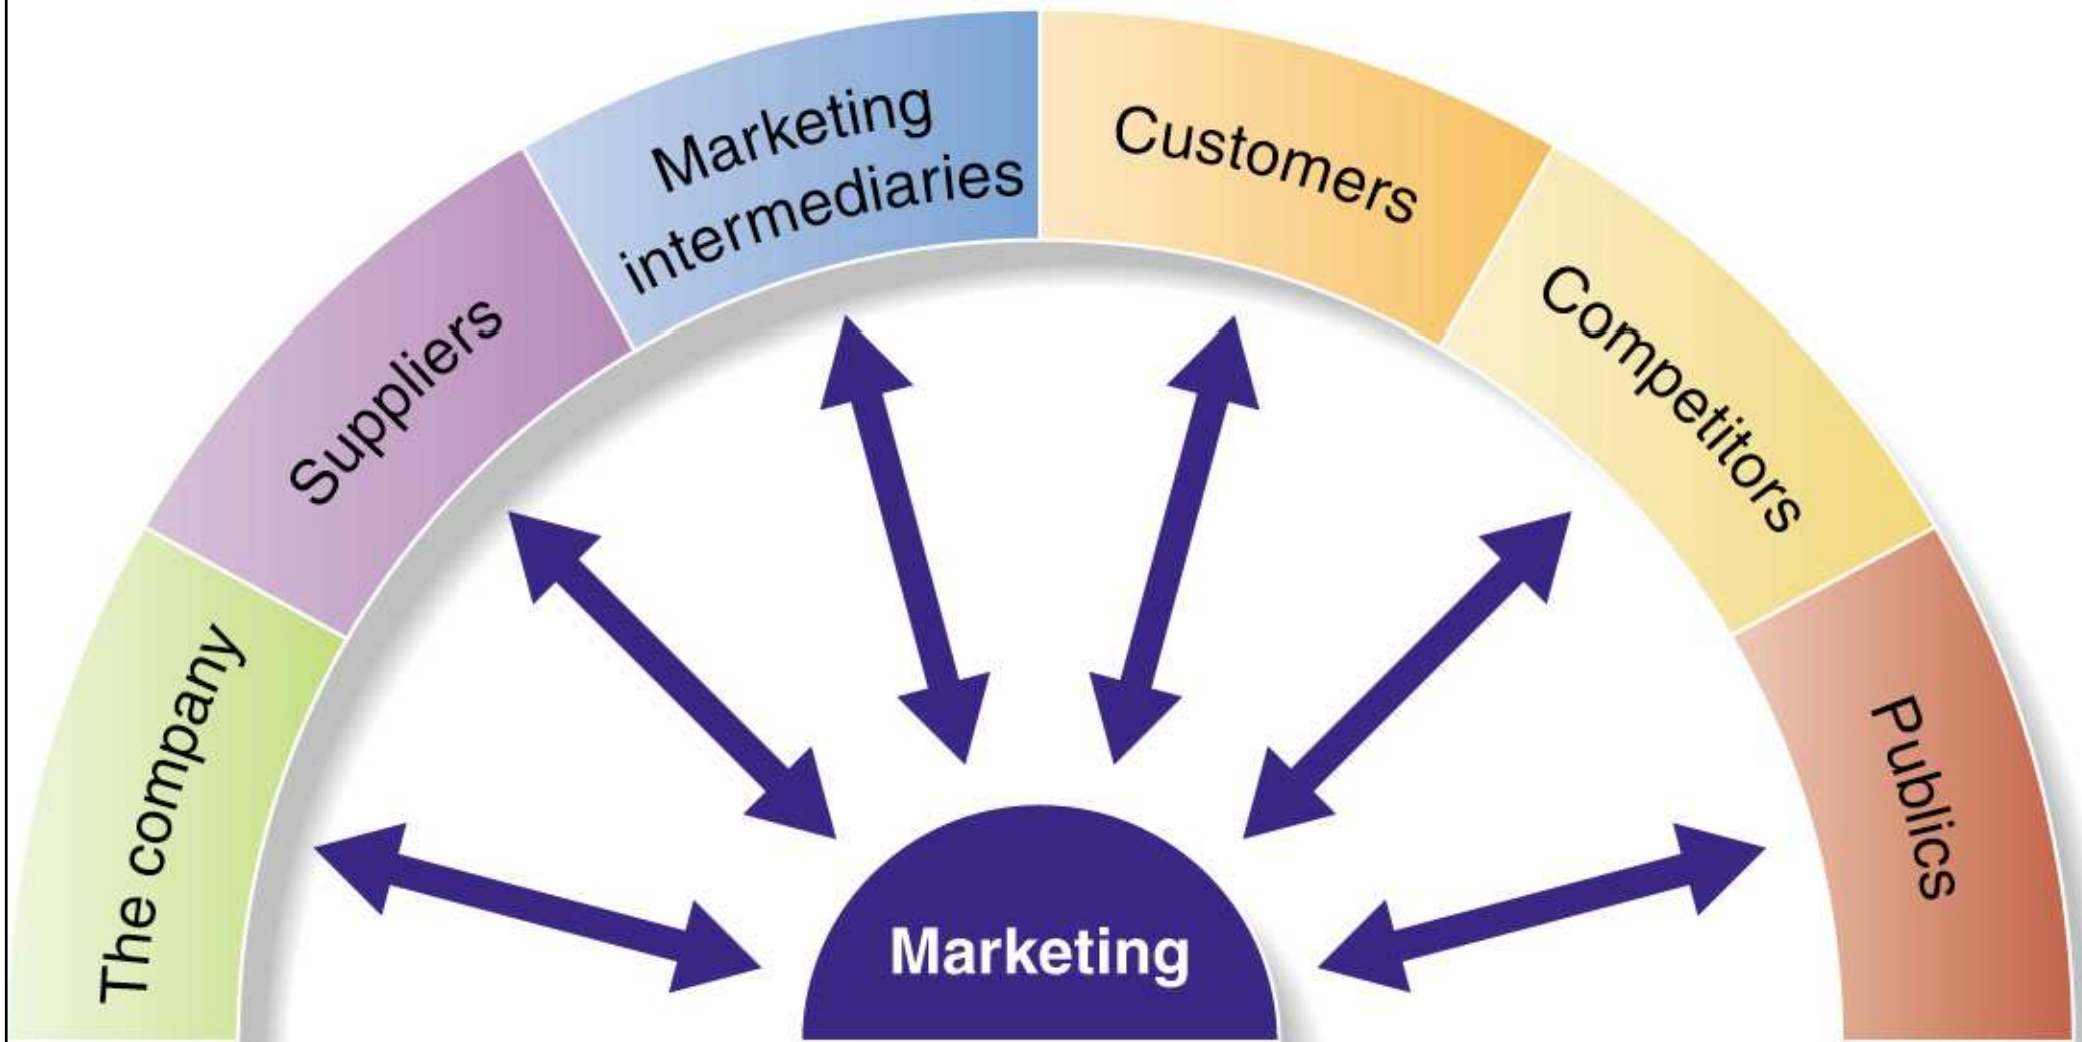 The company
Suppliers
Marketing
intermediaries
Customers
Competitors
Publics
Marketing